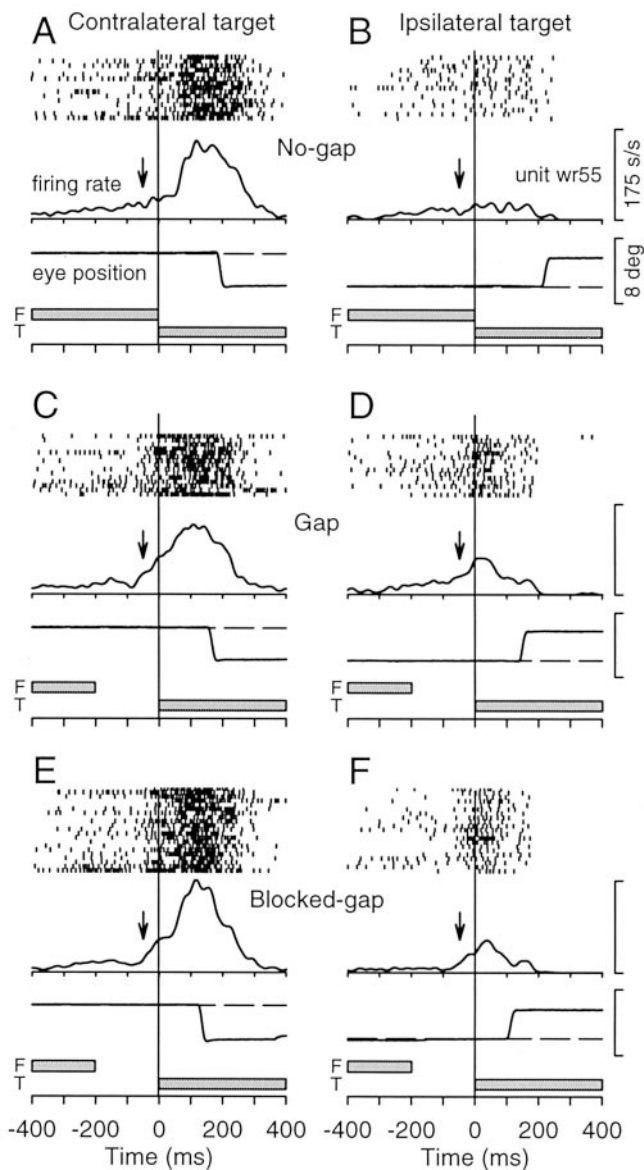 A Contralateral target
B Ipsilateral target
No-gap
firing rate
unit wr55
175 s/s
eye position
8 deg
F
T
F
T
C
D
Gap
F
T
F
T
E
F
Blocked-gap
F
T
F
T
-400 -200 0 200 400
-400 -200 0 200 400
Time (ms)
Time (ms)